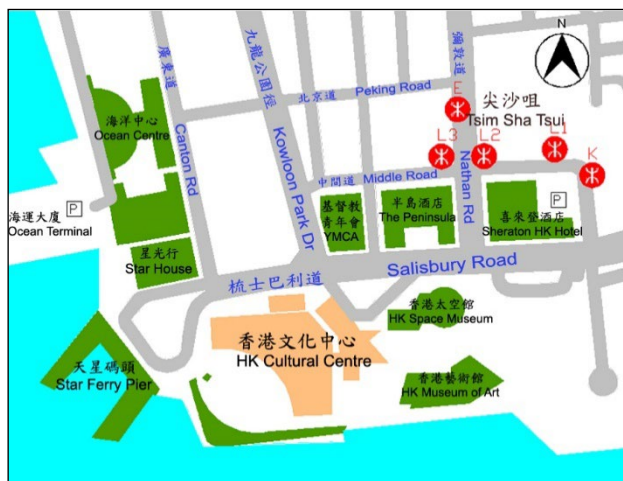 N
彌敦道
九龍公園徑
廣東道
E
尖沙咀
Tsim Sha Tsui
北京道 Peking Road
海洋中心
Ocean Centre
Canton Rd
Kowloon Park Dr
L3
L2
L1
K
Nathan Rd
中間道 Middle Road
P
海運大廈
Ocean Terminal
基督教
青年會
YMCA
半島酒店
The Peninsula
P
喜來登酒店
Sheraton HK Hotel
星光行
Star House
梳士巴利道
Salisbury Road
香港太空館
HK Space Museum
香港文化中心
HK Cultural Centre
天星碼頭
Star Ferry Pier
香港藝術館
HK Museum of Art